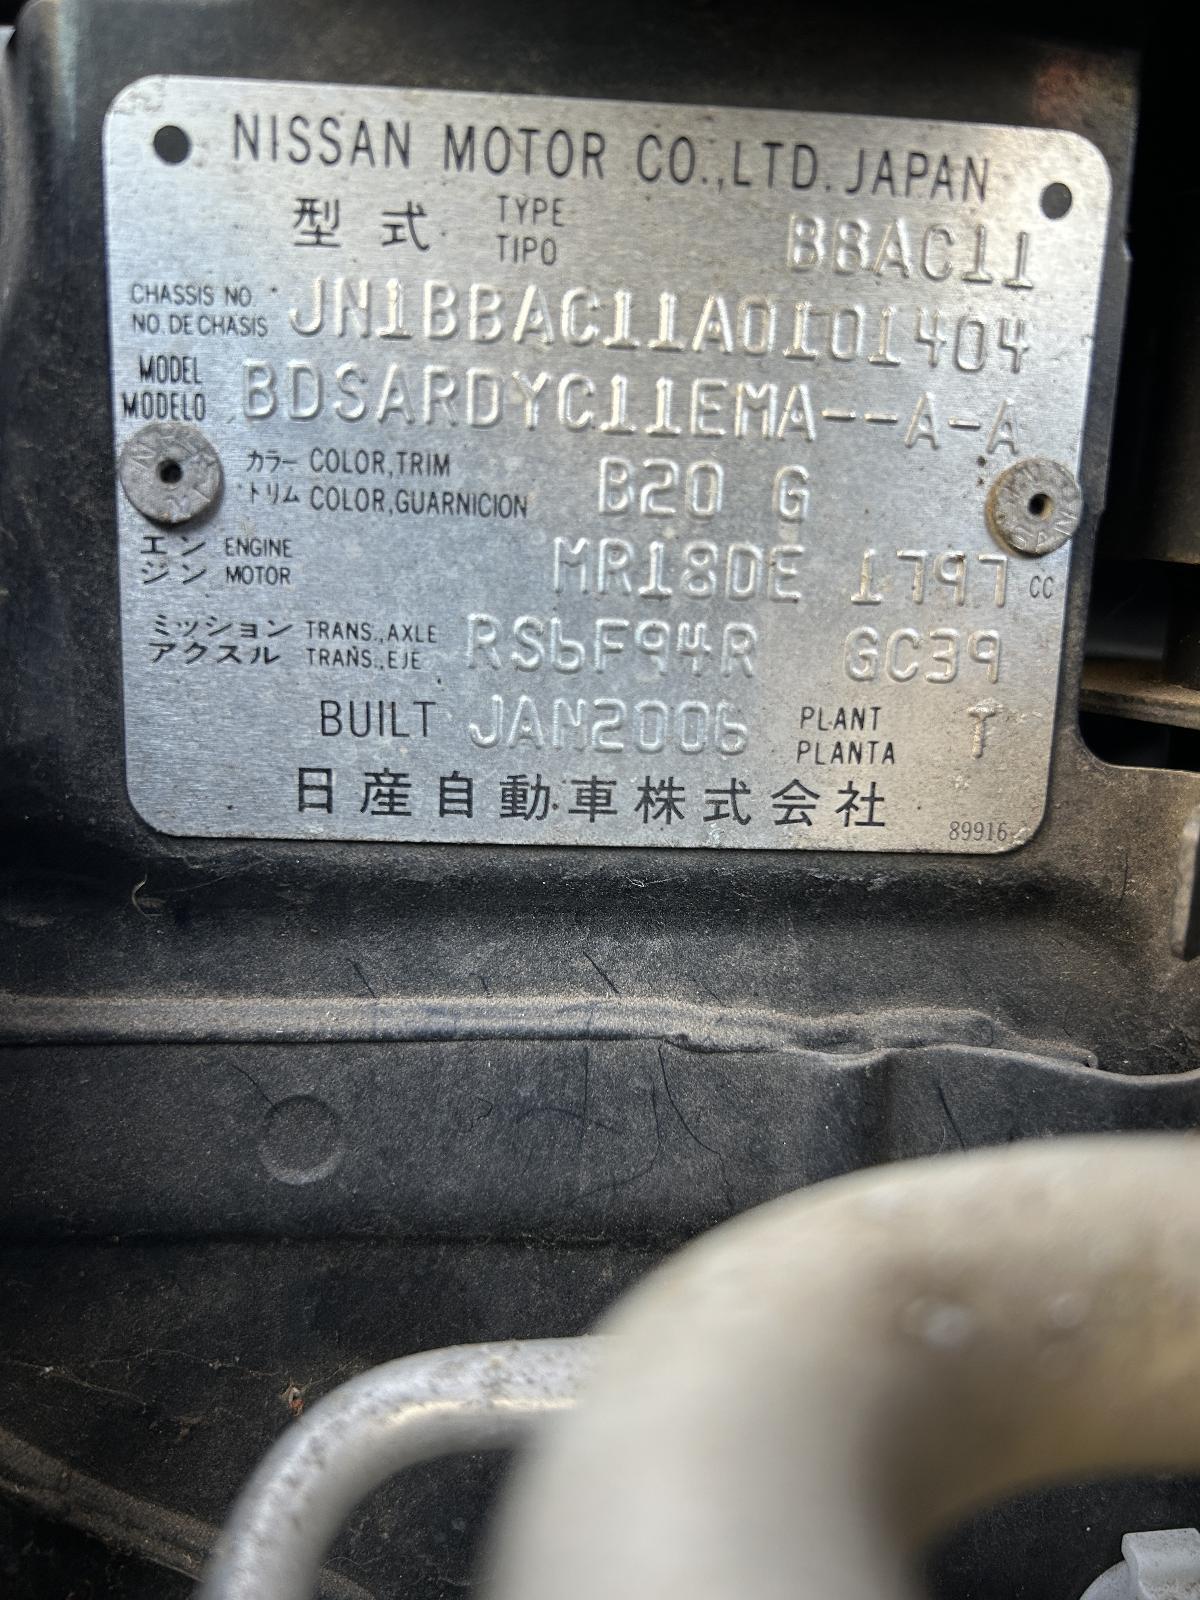 NISSAN MOTOR CO.,LTD.JAPAN
型式 TYPE TIPO BBAC11
CHASSIS NO. NO.DE CHASIS JN1BBAC11A0101404
MODEL MODELO BDSARDYC11EMA--A-A
カラー COLOR,TRIM トリム COLOR,GUARNICION B20 G
エンジン ENGINE MOTOR MR18DE 1797 CC
ミッション TRANS.,AXLE アクスル TRANS.,EJE RS6F94R GC39
BUILT JAN2006 PLANT PLANTA T
日産自動車株式会社
89916